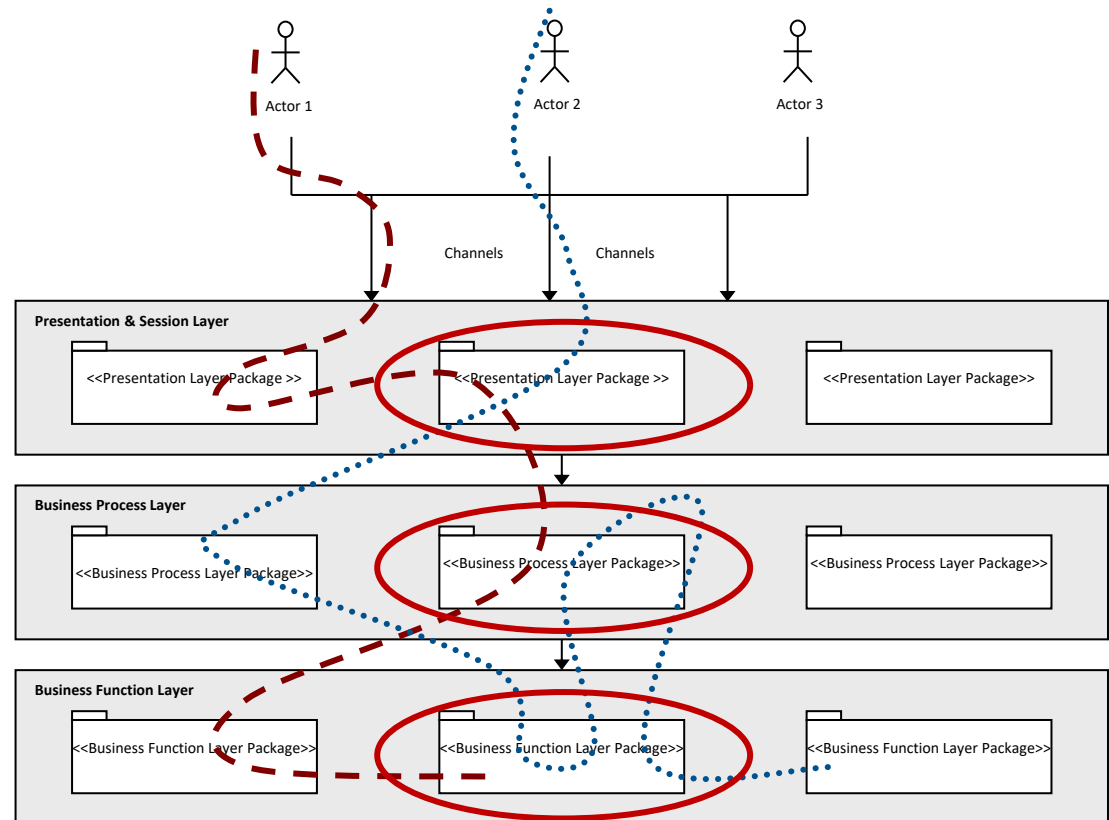 Actor 1
Actor 2
Actor 3
Channels
Channels
Presentation & Session Layer
<<Presentation Layer Package >>
<<Presentation Layer Package >>
<<Presentation Layer Package>>
Business Process Layer
<<Business Process Layer Package>>
<<Business Process Layer Package>>
<<Business Process Layer Package>>
Business Function Layer
<<Business Function Layer Package>>
<<Business Function Layer Package>>
<<Business Function Layer Package>>